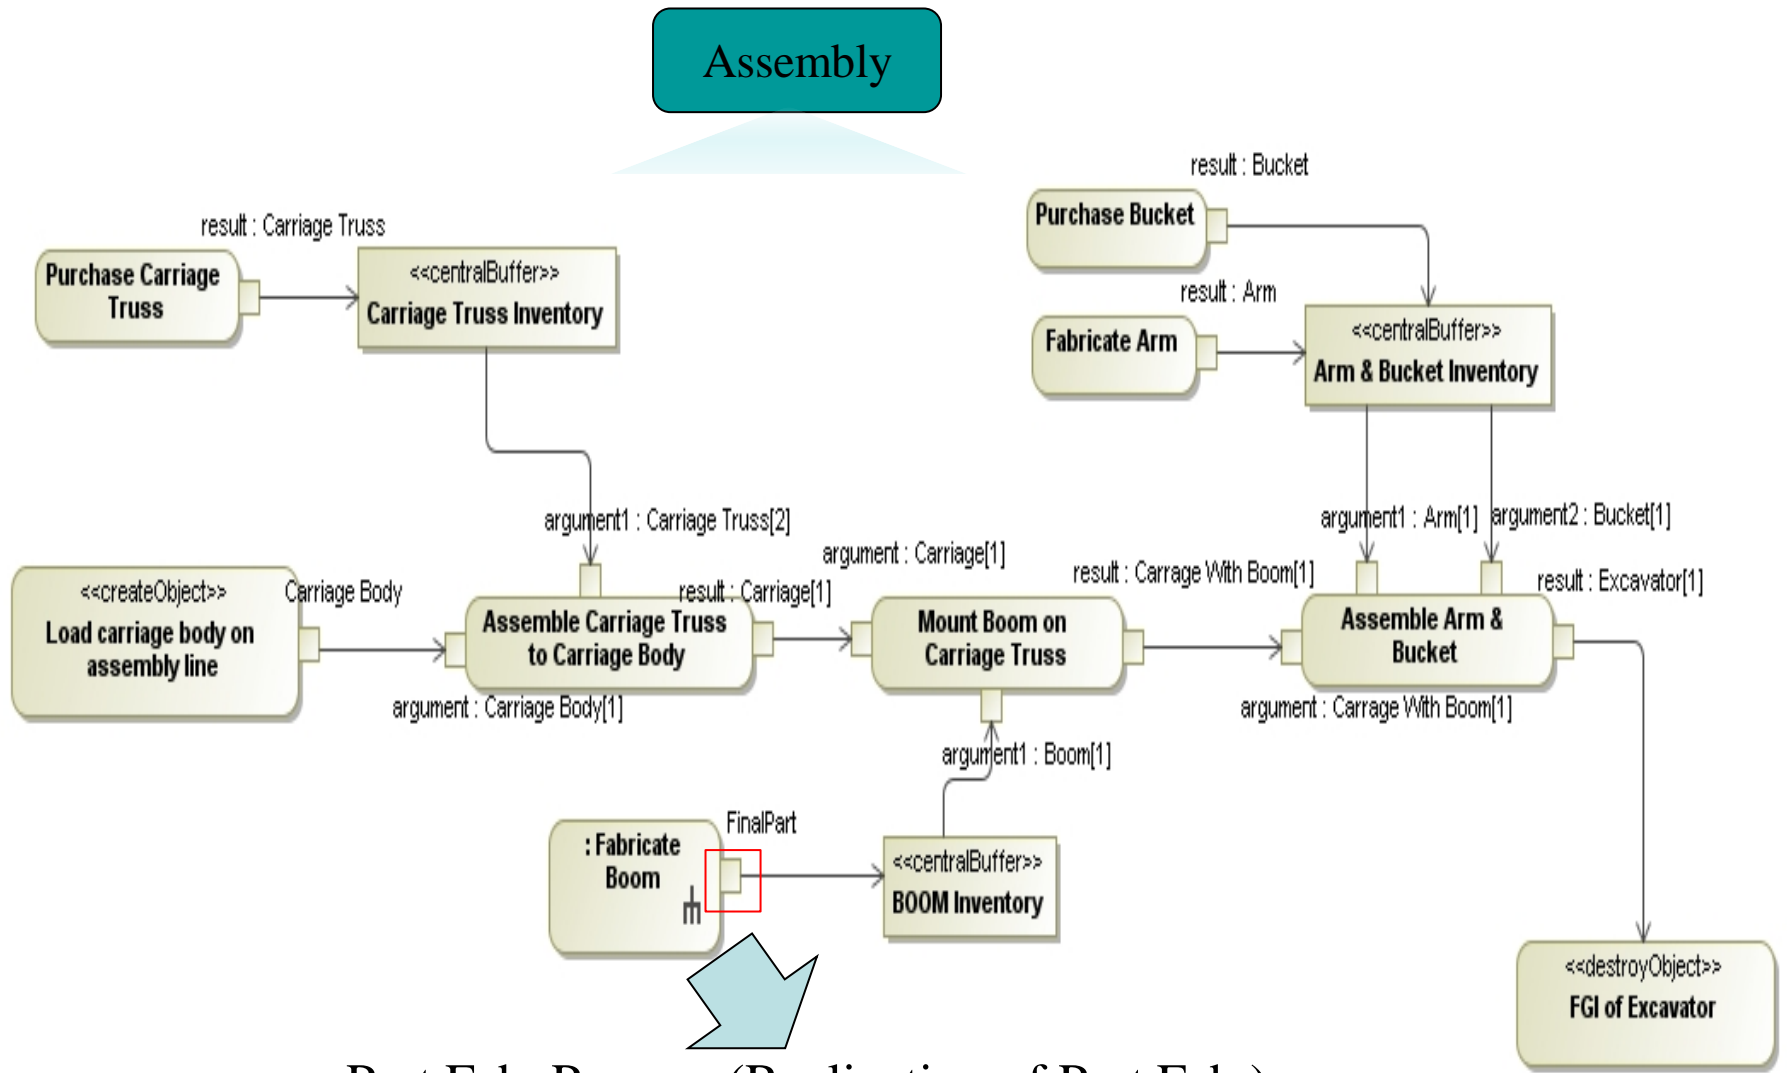 Assembly
result : Bucket
Purchase Bucket
result : Carriage Truss
Purchase Carriage
Truss
<<centralBuffer>>
Carriage Truss Inventory
result : Arm
Fabricate Arm
<<centralBuffer>>
Arm & Bucket Inventory
argument1 : Carriage Truss[2]
argument1 : Arm[1]
argument2 : Bucket[1]
argument : Carriage[1]
result : Carrage With Boom[1]
result : Excavator[1]
<<createObject>>
Load carriage body on
assembly line
Carriage Body
result : Carriage[1]
Assemble Carriage Truss
to Carriage Body
Mount Boom on
Carriage Truss
Assemble Arm &
Bucket
argument : Carriage Body[1]
argument : Carrage With Boom[1]
argument1 : Boom[1]
FinalPart
: Fabricate
Boom
<<centralBuffer>>
BOOM Inventory
<<destroyObject>>
FGI of Excavator